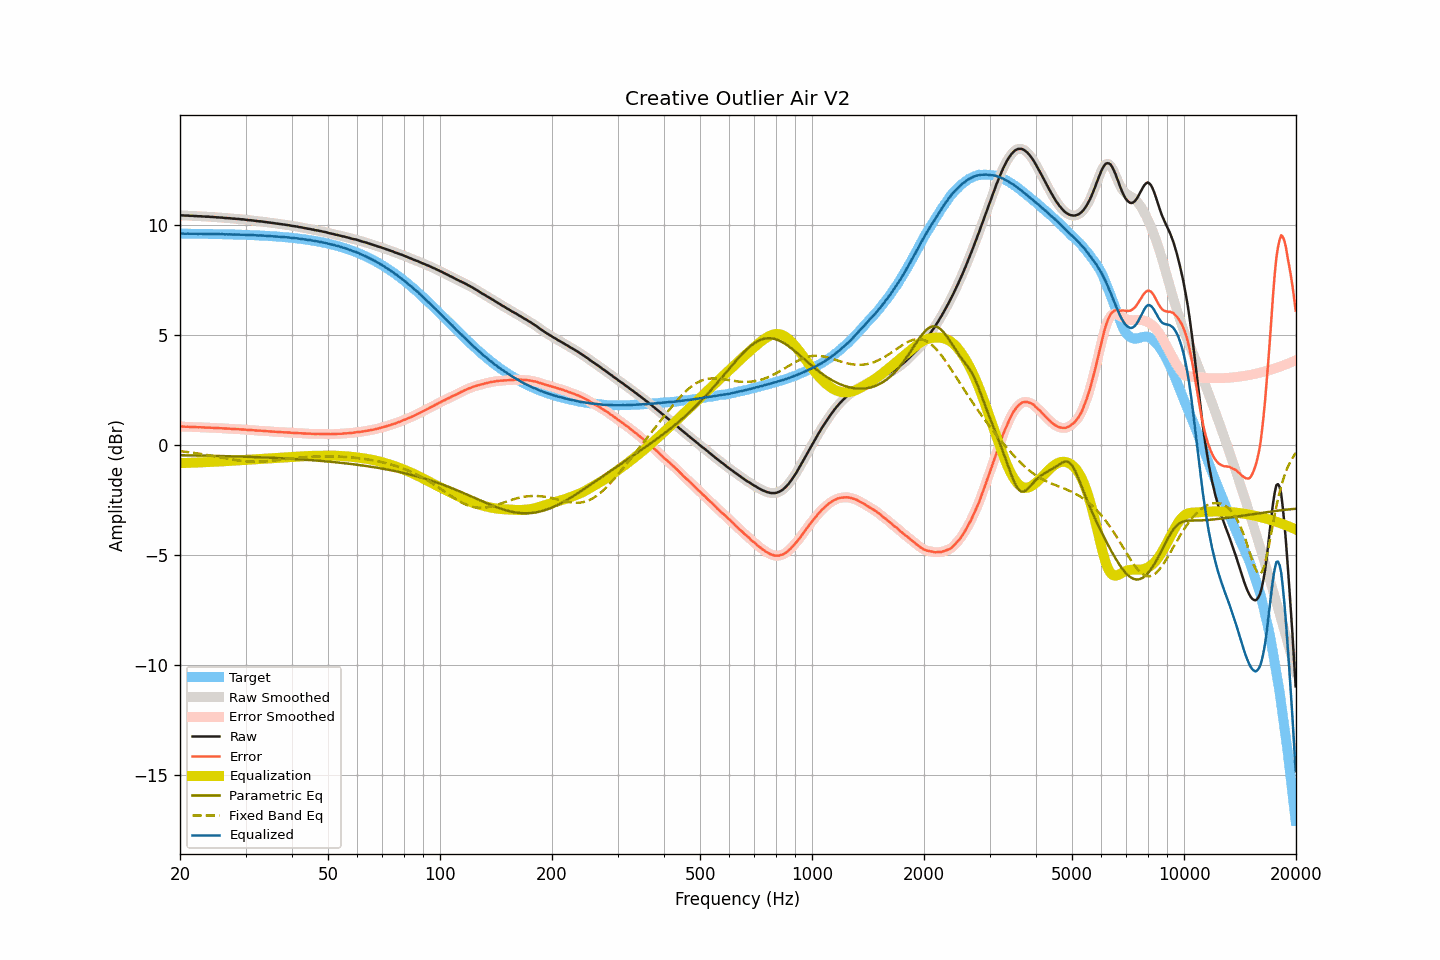 Creative Outlier Air V2
Amplitude (dBr)
10
5
0
−5
−10
−15
Target
Raw Smoothed
Error Smoothed
Raw
Error
Equalization
Parametric Eq
Fixed Band Eq
Equalized
20 50 100 200 500 1000 2000 5000 10000 20000
Frequency (Hz)